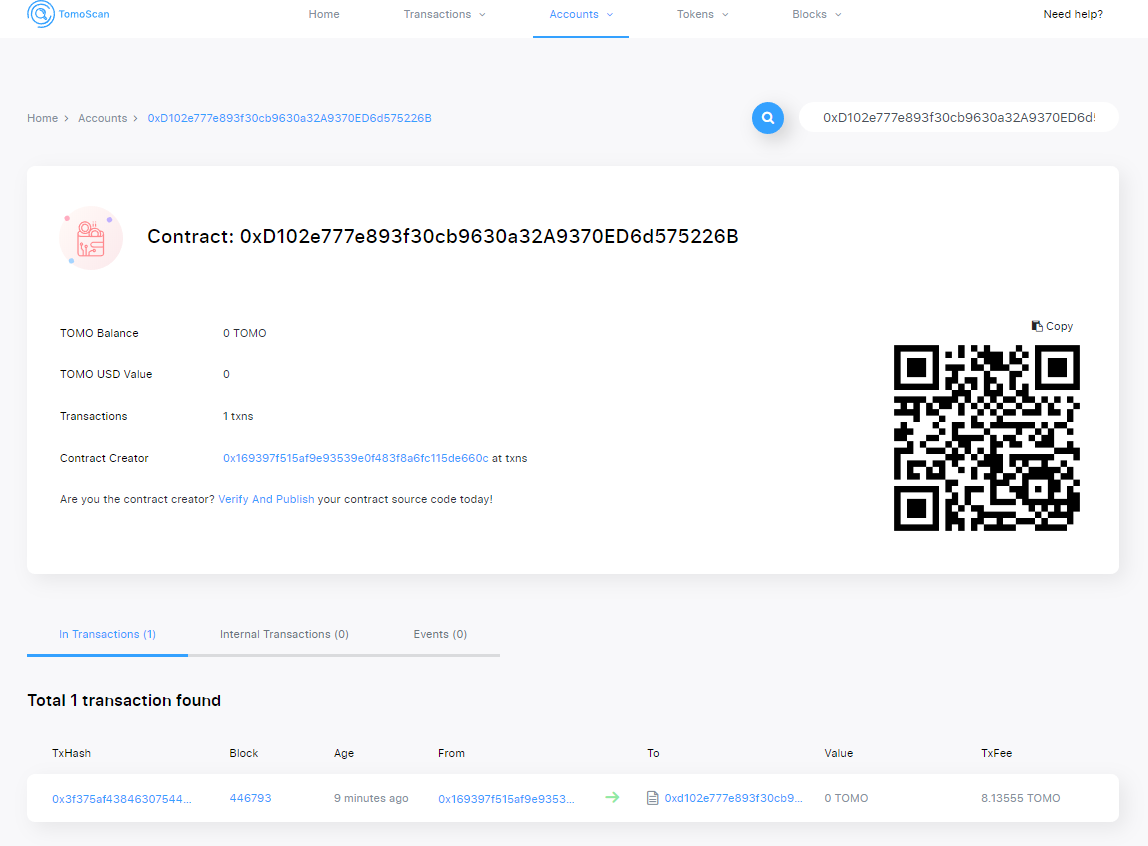 TomoScan Home Transactions Accounts Tokens Blocks Need help?
Home > Accounts > 0xD102e777e893f30cb9630a32A9370ED6d575226B
0xD102e777e893f30cb9630a32A9370ED6d5
Contract: 0xD102e777e893f30cb9630a32A9370ED6d575226B
TOMO Balance 0 TOMO
Copy
TOMO USD Value 0
Transactions 1 txns
Contract Creator 0x169397f515af9e93539e0f483f8a6fc115de660c at txns
Are you the contract creator? Verify And Publish your contract source code today!
In Transactions (1) Internal Transactions (0) Events (0)
Total 1 transaction found
TxHash Block Age From To Value TxFee
0x3f375af43846307544... 446793 9 minutes ago 0x169397f515af9e9353... 0xd102e777e893f30cb9... 0 TOMO 8.13555 TOMO